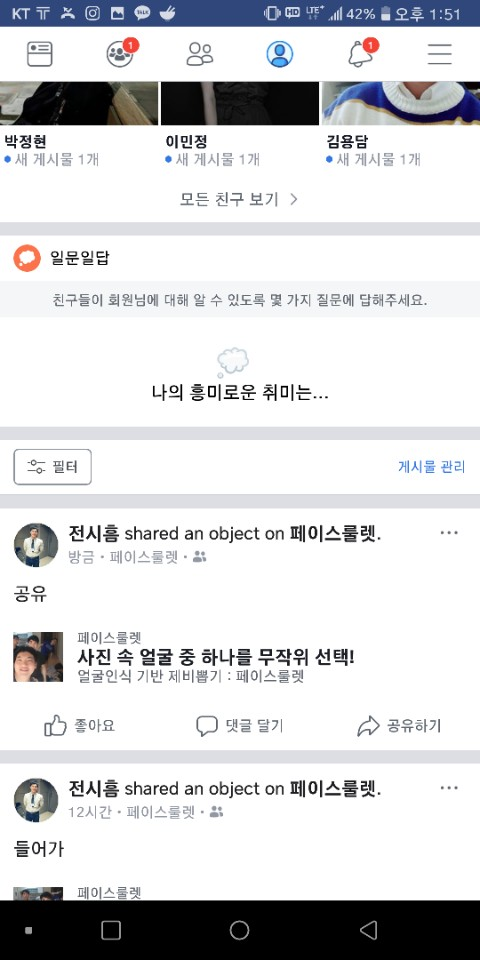 KT 42% 오후 1:51
1 1
박정현 이민정 김용담
새 게시물 1개 새 게시물 1개 새 게시물 1개
모든 친구 보기
일문일답
친구들이 회원님에 대해 알 수 있도록 몇 가지 질문에 답해주세요.
나의 흥미로운 취미는...
필터 게시물 관리
전시흠 shared an object on 페이스룰렛.
방금 · 페이스룰렛 ·
공유
페이스룰렛
사진 속 얼굴 중 하나를 무작위 선택!
얼굴인식 기반 제비뽑기 : 페이스룰렛
좋아요 댓글 달기 공유하기
전시흠 shared an object on 페이스룰렛.
12시간 · 페이스룰렛 ·
들어가
페이스룰렛